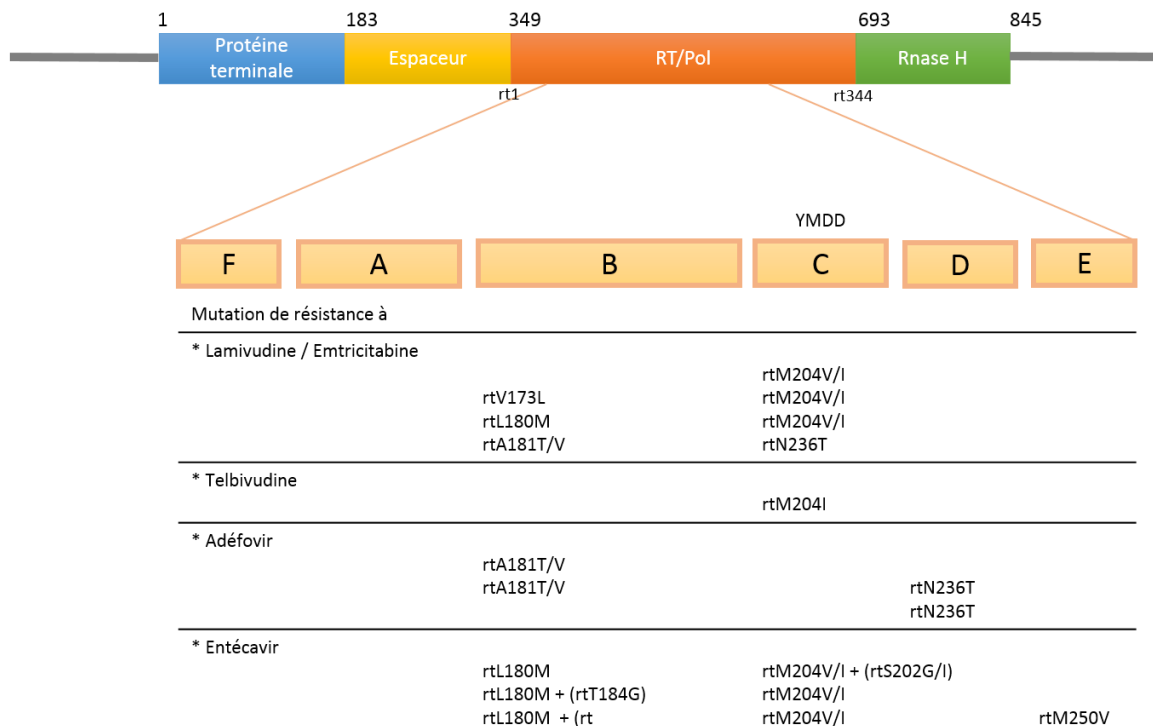 1 183 349 693 845
Protéine terminale Espaceur RT/Pol Rnase H
rt1 rt344
YMDD
F A B C D E
Mutation de résistance à
* Lamivudine / Emtricitabine
rtM204V/I
rtV173L rtM204V/I
rtL180M rtM204V/I
rtA181T/V rtN236T
* Telbivudine
rtM204I
* Adéfovir
rtA181T/V
rtA181T/V rtN236T
rtN236T
* Entécavir
rtL180M rtM204V/I + (rtS202G/I)
rtL180M + (rtT184G) rtM204V/I
rtL180M + (rt rtM204V/I rtM250V